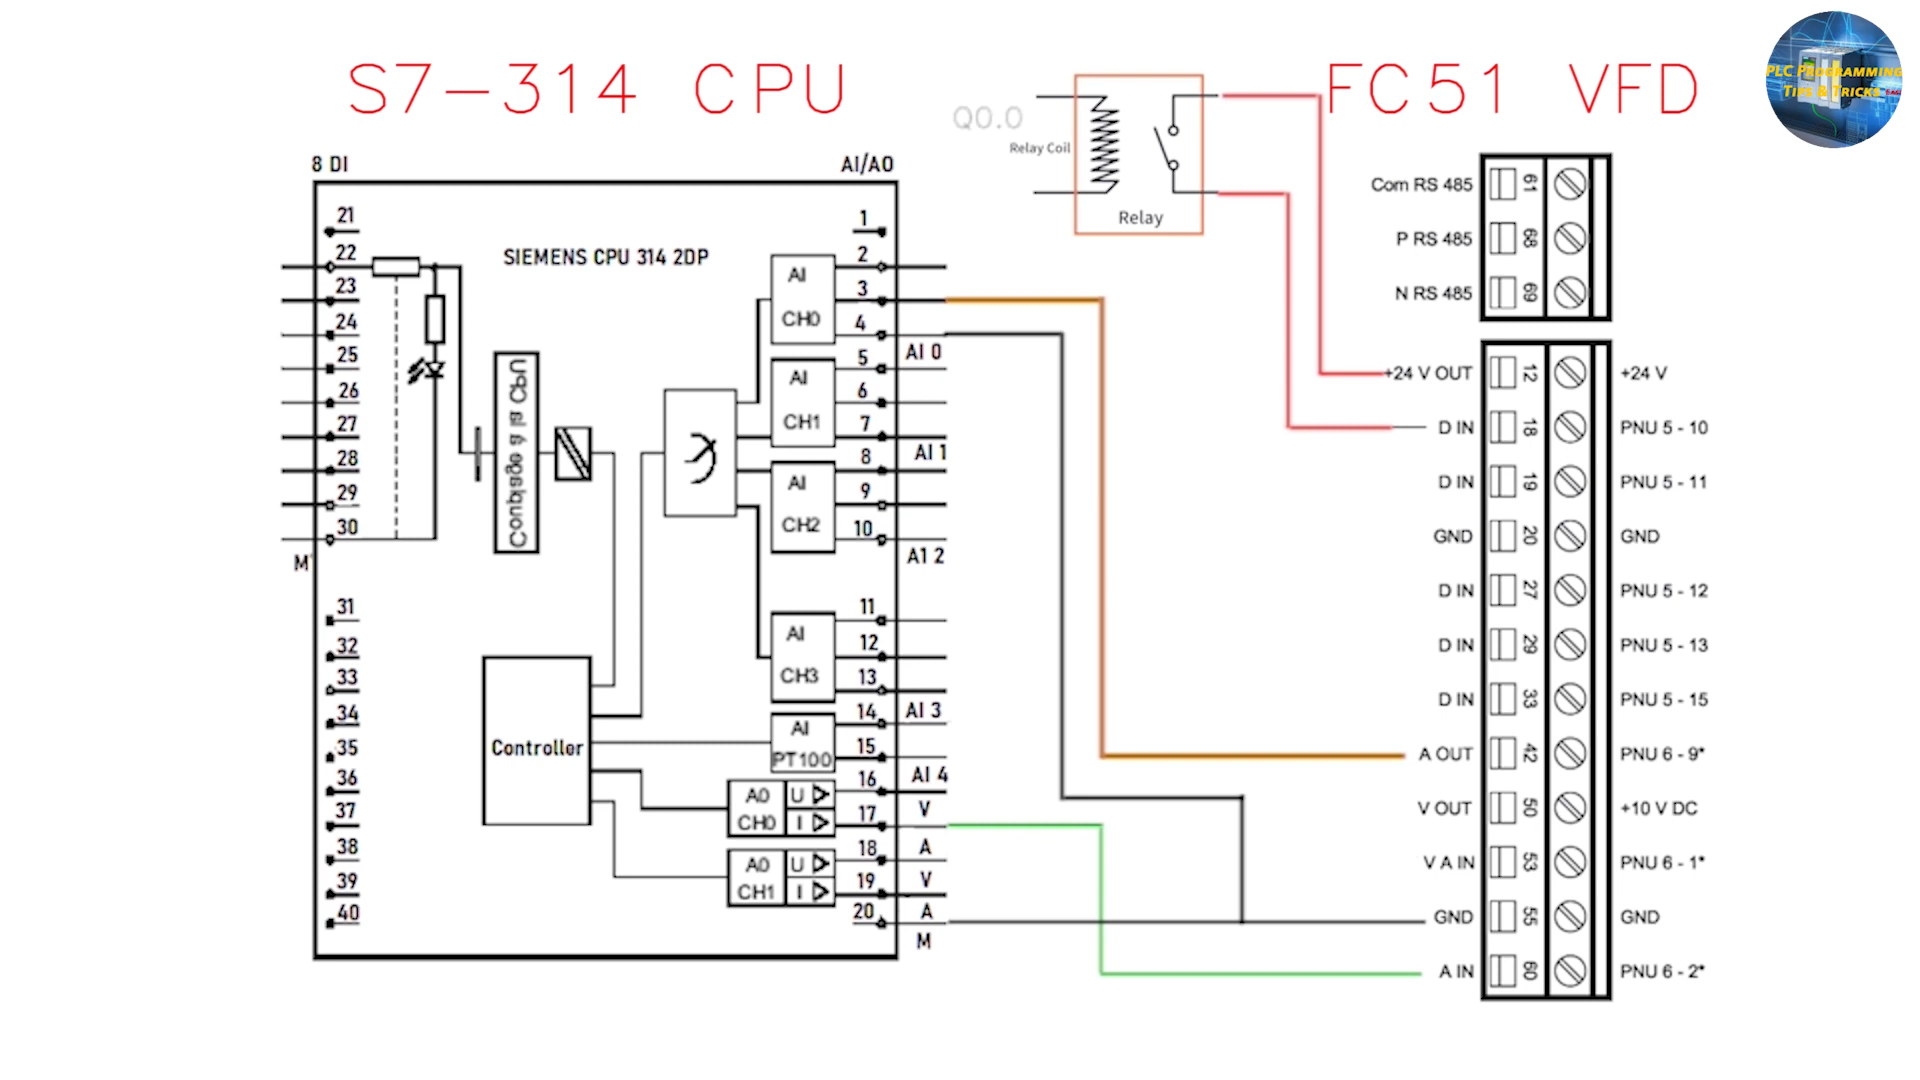 S7-314 CPU
FC51 VFD
PLC PROGRAMMING
TIPS & TRICKS
Q0.0
Relay Coil
Relay
8 DI
AI/AO
SIEMENS CPU 314 2DP
21
22
23
24
25
26
27
28
29
30
M
31
32
33
34
35
36
37
38
39
40
Controller
AI
CH0
AI
CH1
AI
CH2
AI
CH3
AI
PT100
A0 U
CH0 I
A0 U
CH1 I
1
2
3
4
AI 0
5
6
7
AI 1
8
9
10
A1 2
11
12
13
AI 3
14
15
AI 4
16
V
17
A
18
V
19
A
20
M
Com RS 485 61
P RS 485 68
N RS 485 69
+24 V OUT 12 +24 V
D IN 18 PNU 5 - 10
D IN 19 PNU 5 - 11
GND 20 GND
D IN 27 PNU 5 - 12
D IN 29 PNU 5 - 13
D IN 33 PNU 5 - 15
A OUT 42 PNU 6 - 9*
V OUT 50 +10 V DC
V A IN 53 PNU 6 - 1*
GND 55 GND
A IN 60 PNU 6 - 2*